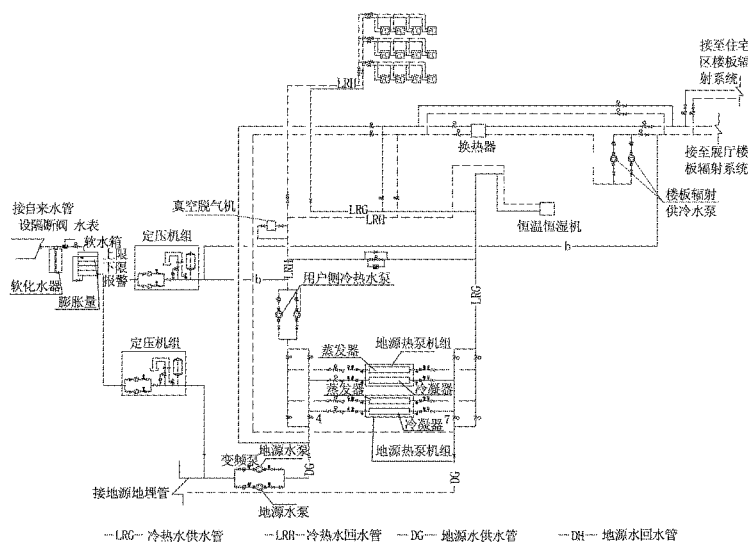 接至住宅
区楼板辐
射系统
LRH
换热器
接至展厅楼
板辐射系统
楼板辐射
供冷水泵
真空脱气机
LRG
LRH
恒温恒湿机
接自来水管
设隔断阀 水表
软水箱
上限
下限
报警
定压机组
b
b
LRH
LRG
软化水器
膨胀量
用户侧冷热水泵
定压机组
地源热泵机组
蒸发器
冷凝器
蒸发器
冷凝器
4
7
地源热泵机组
地源水泵
变频泵
DG
DG
接地源地埋管
地源水泵
LRG 冷热水供水管
LRH 冷热水回水管
DG 地源水供水管
DH 地源水回水管